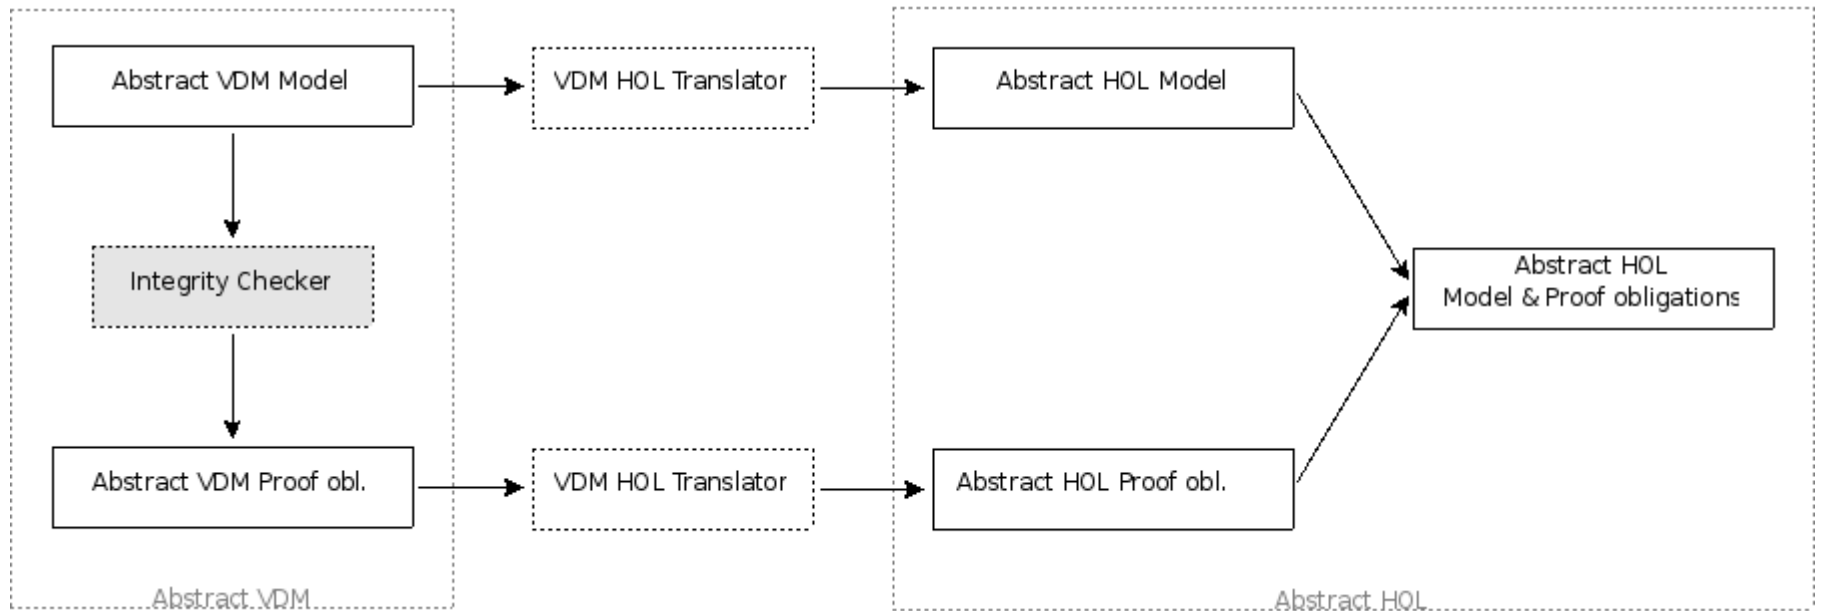 Abstract VDM Model
VDM HOL Translator
Abstract HOL Model
Integrity Checker
Abstract HOL
Model & Proof obligations
Abstract VDM Proof obl.
VDM HOL Translator
Abstract HOL Proof obl.
Abstract VDM
Abstract HOL